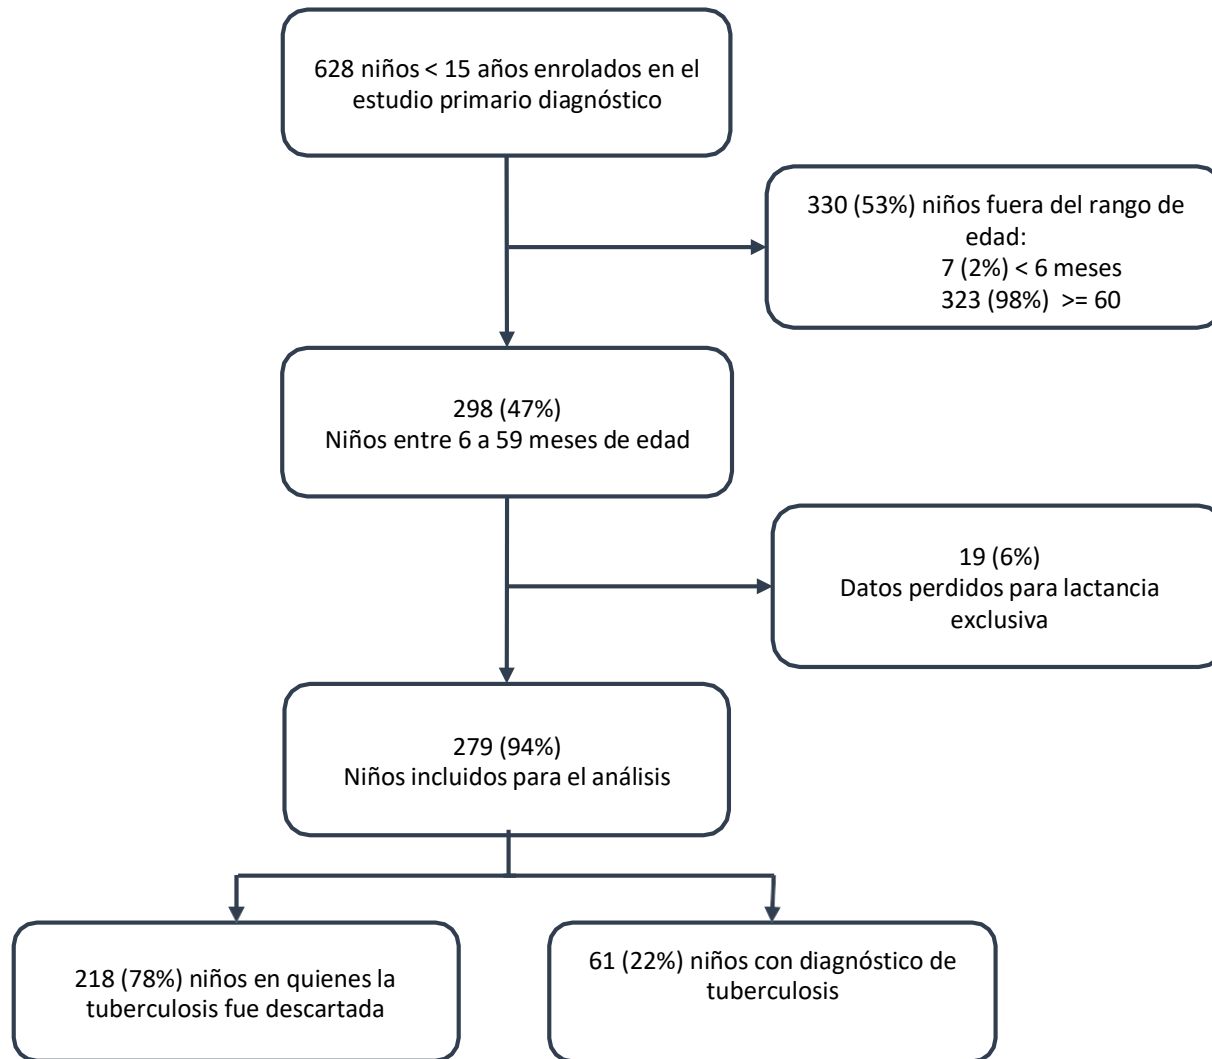 628 niños < 15 años enrolados en el
estudio primario diagnóstico
330 (53%) niños fuera del rango de
edad:
7 (2%) < 6 meses
323 (98%) >= 60
298 (47%)
Niños entre 6 a 59 meses de edad
19 (6%)
Datos perdidos para lactancia
exclusiva
279 (94%)
Niños incluidos para el análisis
218 (78%) niños en quienes la
tuberculosis fue descartada
61 (22%) niños con diagnóstico de
tuberculosis